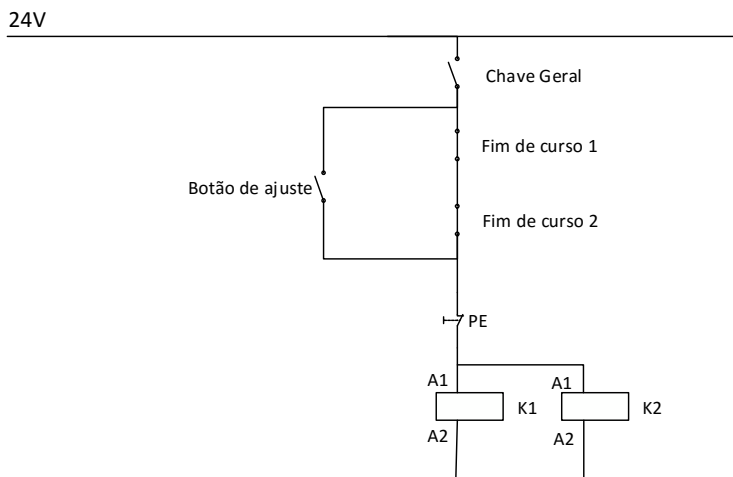 24V
Chave Geral
Fim de curso 1
Botão de ajuste
Fim de curso 2
PE
A1
A1
K1
K2
A2
A2